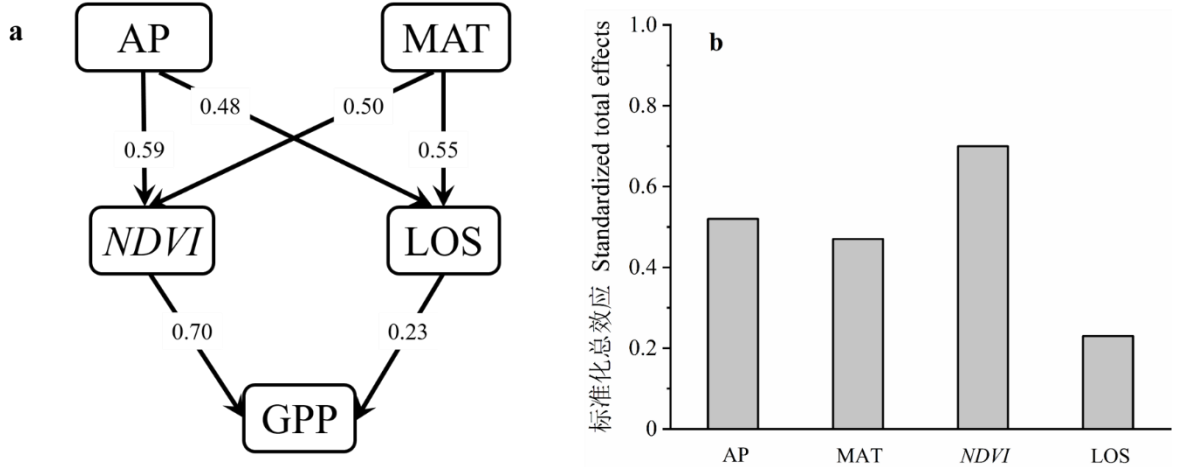 a
AP
MAT
0.48
0.50
0.59
0.55
NDVI
LOS
0.70
0.23
GPP
b
标准化总效应 Standardized total effects
1.0
0.8
0.6
0.4
0.2
0
AP
MAT
NDVI
LOS